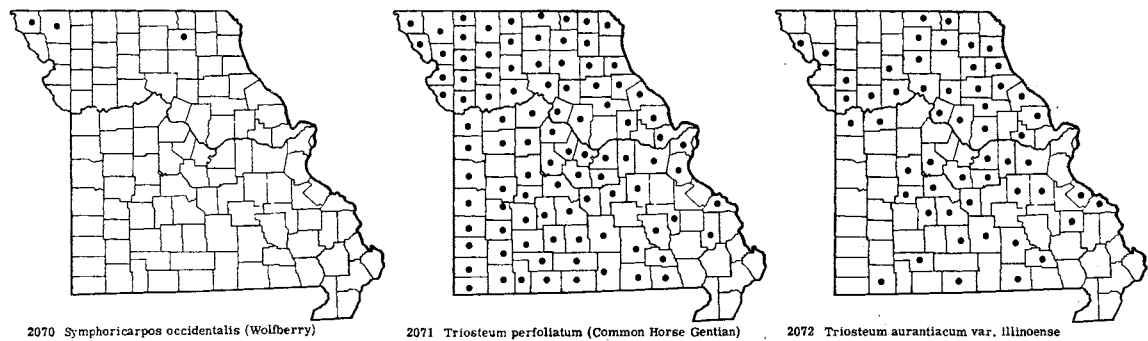 2070 Symphoricarpos occidentalis (Wolfberry)
2071 Triosteum perfoliatum (Common Horse Gentian)
2072 Triosteum aurantiacum var. illinoense